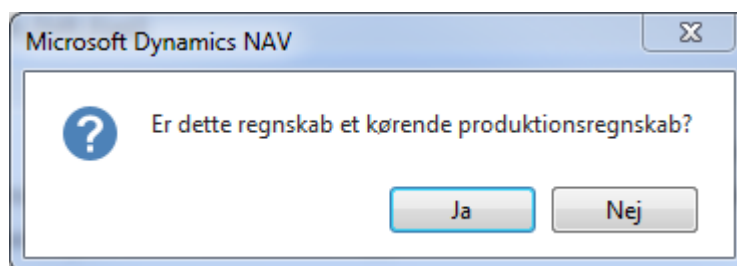 Microsoft Dynamics NAV
Er dette regnskab et kørende produktionsregnskab?
Ja
Nej